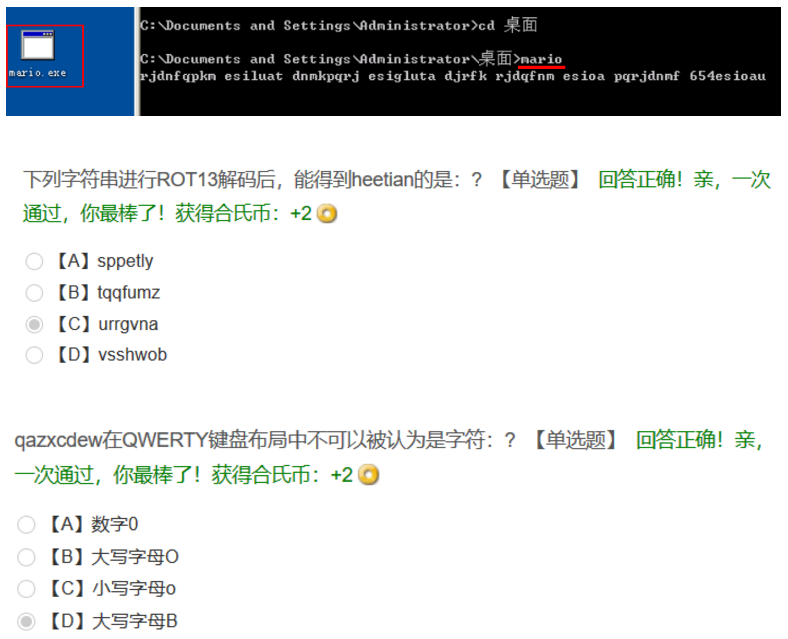 C:\Documents and Settings\Administrator>cd 桌面
mario.exe
C:\Documents and Settings\Administrator\桌面>mario
rjdnfqpkm esiluat dnmkpqrj esigluta djrfk rjdqfnm esioa pqrjdnmf 654esioau
下列字符串进行ROT13解码后，能得到heetian的是：? 【单选题】 回答正确！亲，一次
通过，你最棒了！获得合氏币：+2
【A】sppetly
【B】tqqfumz
【C】urrgvna
【D】vsshwob
qazxcdew在QWERTY键盘布局中不可以被认为是字符：? 【单选题】 回答正确！亲，
一次通过，你最棒了！获得合氏币：+2
【A】数字0
【B】大写字母O
【C】小写字母o
【D】大写字母B